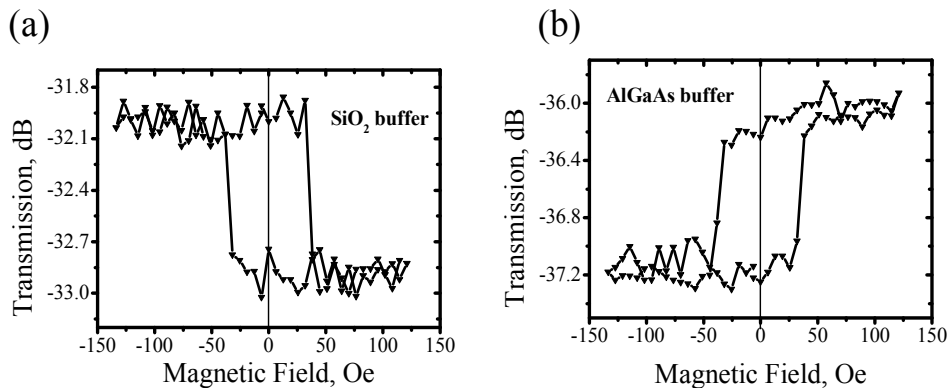 (a)
-31.8
-32.1
-32.4
-32.7
-33.0
Transmission, dB
SiO2 buffer
-150 -100 -50 0 50 100 150
Magnetic Field, Oe
(b)
-36.0
-36.4
-36.8
-37.2
Transmission, dB
AlGaAs buffer
-150 -100 -50 0 50 100 150
Magnetic Field, Oe